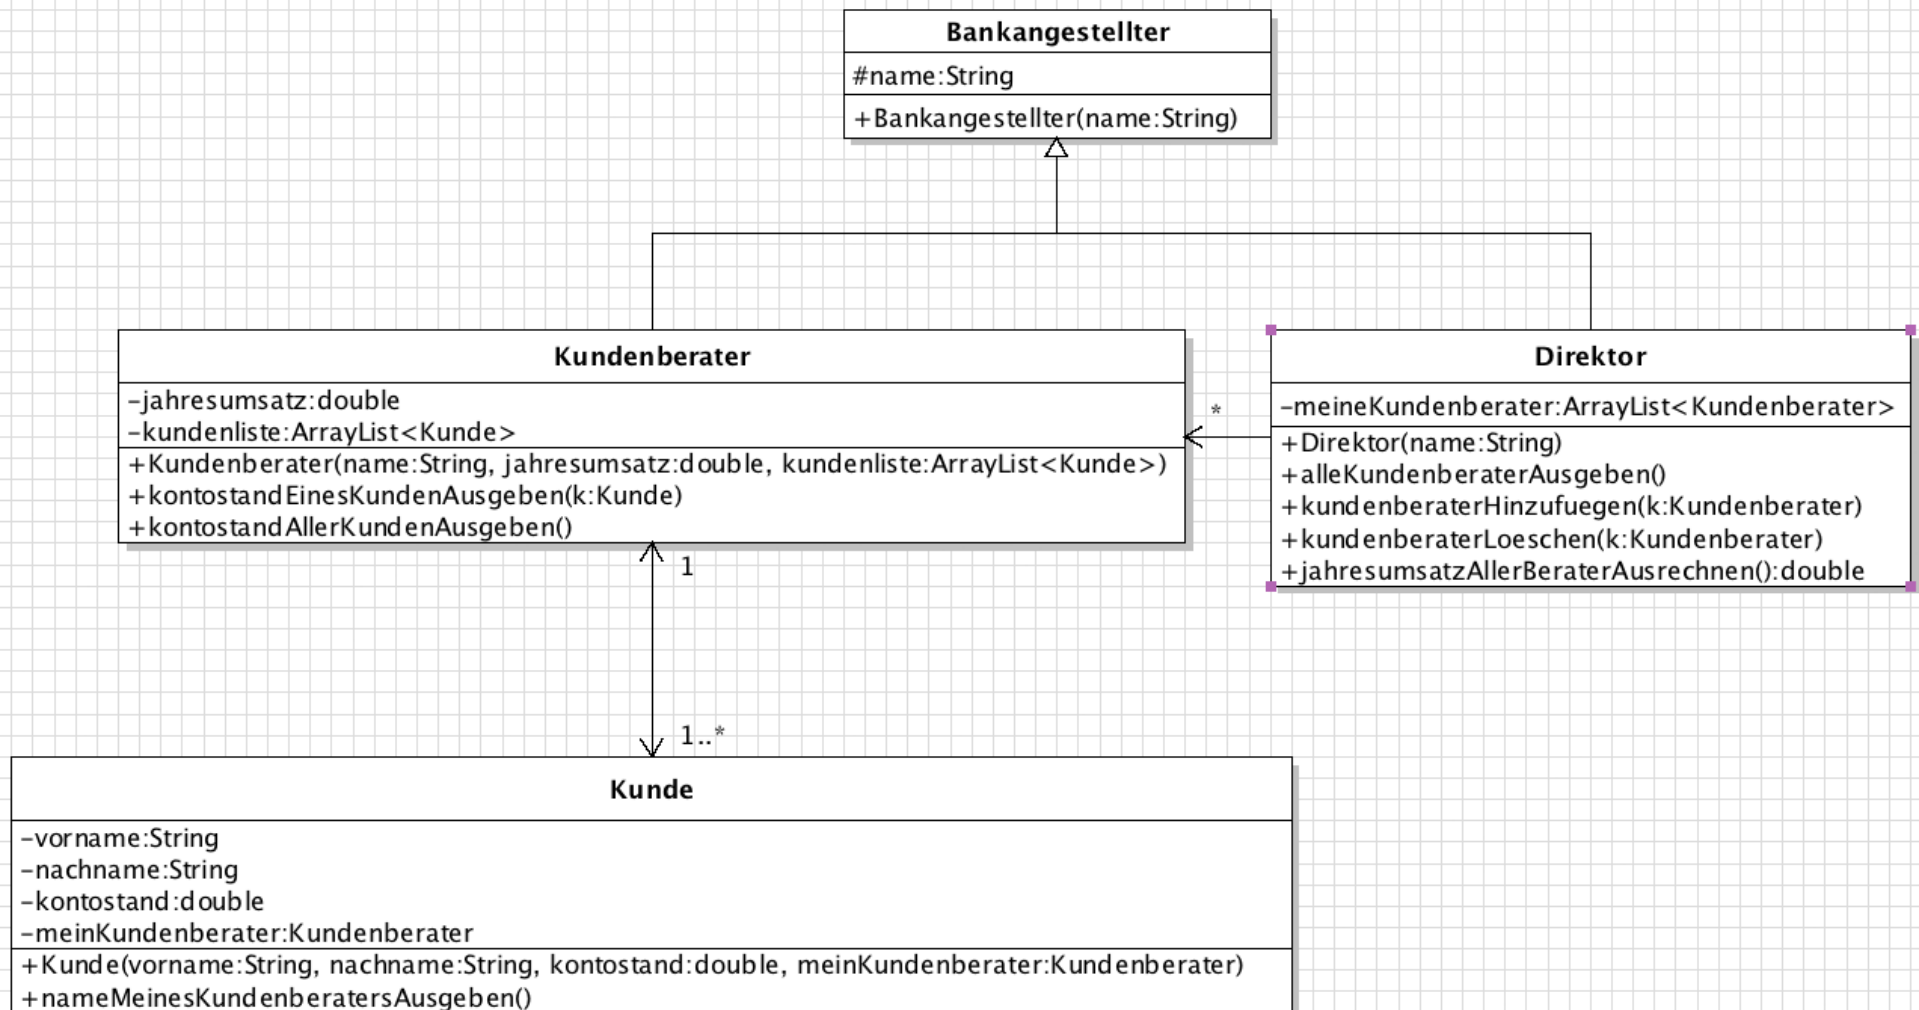 Bankangestellter
#name:String
+Bankangestellter(name:String)
Kundenberater
-jahresumsatz:double
-kundenliste:ArrayList<Kunde>
+Kundenberater(name:String, jahresumsatz:double, kundenliste:ArrayList<Kunde>)
+kontostandEinesKundenAusgeben(k:Kunde)
+kontostandAllerKundenAusgeben()
*
Direktor
-meineKundenberater:ArrayList<Kundenberater>
+Direktor(name:String)
+alleKundenberaterAusgeben()
+kundenberaterHinzufuegen(k:Kundenberater)
+kundenberaterLoeschen(k:Kundenberater)
+jahresumsatzAllerBeraterAusrechnen():double
1
1..*
Kunde
-vorname:String
-nachname:String
-kontostand:double
-meinKundenberater:Kundenberater
+Kunde(vorname:String, nachname:String, kontostand:double, meinKundenberater:Kundenberater)
+nameMeinesKundenberatersAusgeben()